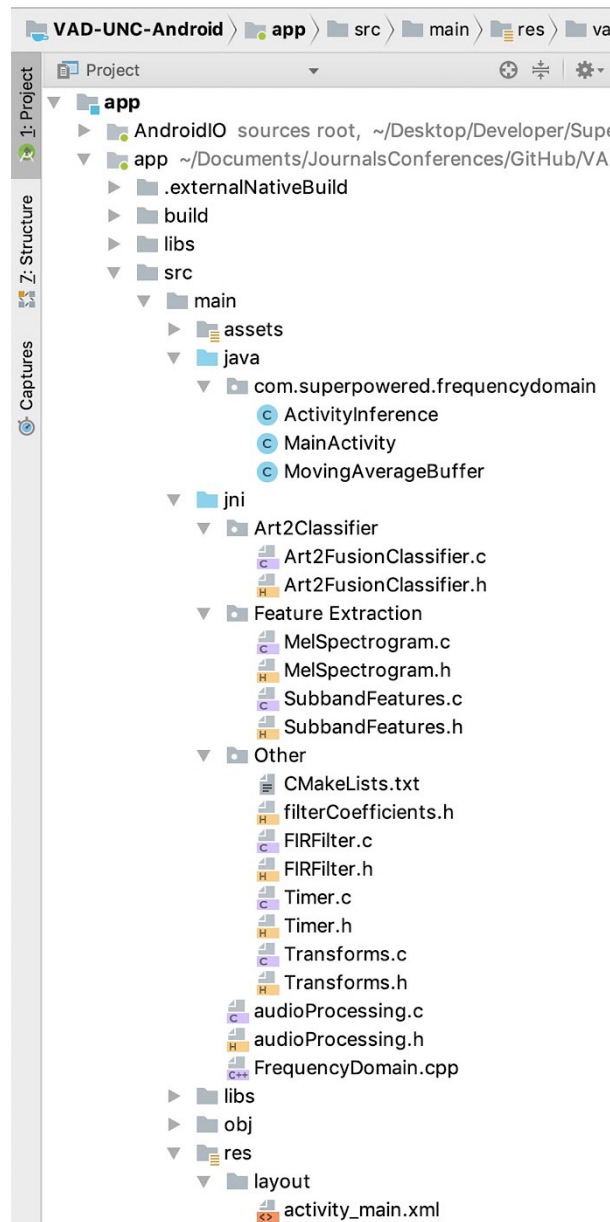 VAD-UNC-Android app src main res va
Project
1: Project
Z: Structure
Captures
app
AndroidIO sources root, ~/Desktop/Developer/Supe
app ~/Documents/JournalsConferences/GitHub/VA
.externalNativeBuild
build
libs
src
main
assets
java
com.superpowered.frequencydomain
C ActivityInference
C MainActivity
C MovingAverageBuffer
jni
Art2Classifier
C Art2FusionClassifier.c
H Art2FusionClassifier.h
Feature Extraction
C MelSpectrogram.c
H MelSpectrogram.h
C SubbandFeatures.c
H SubbandFeatures.h
Other
CMakeLists.txt
H filterCoefficients.h
C FIRFilter.c
H FIRFilter.h
C Timer.c
H Timer.h
C Transforms.c
H Transforms.h
C audioProcessing.c
H audioProcessing.h
C++ FrequencyDomain.cpp
libs
obj
res
layout
<> activity_main.xml